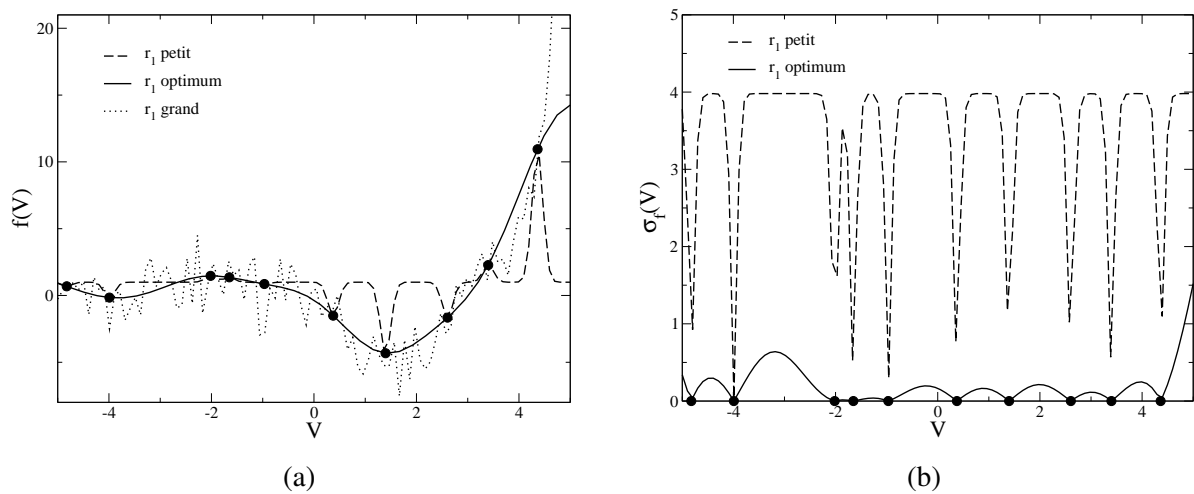 20
10
0
f(V)
-4
-2
0
2
4
V
r1 petit
r1 optimum
r1 grand
(a)
5
4
3
2
1
0
σf(V)
-4
-2
0
2
4
V
r1 petit
r1 optimum
(b)